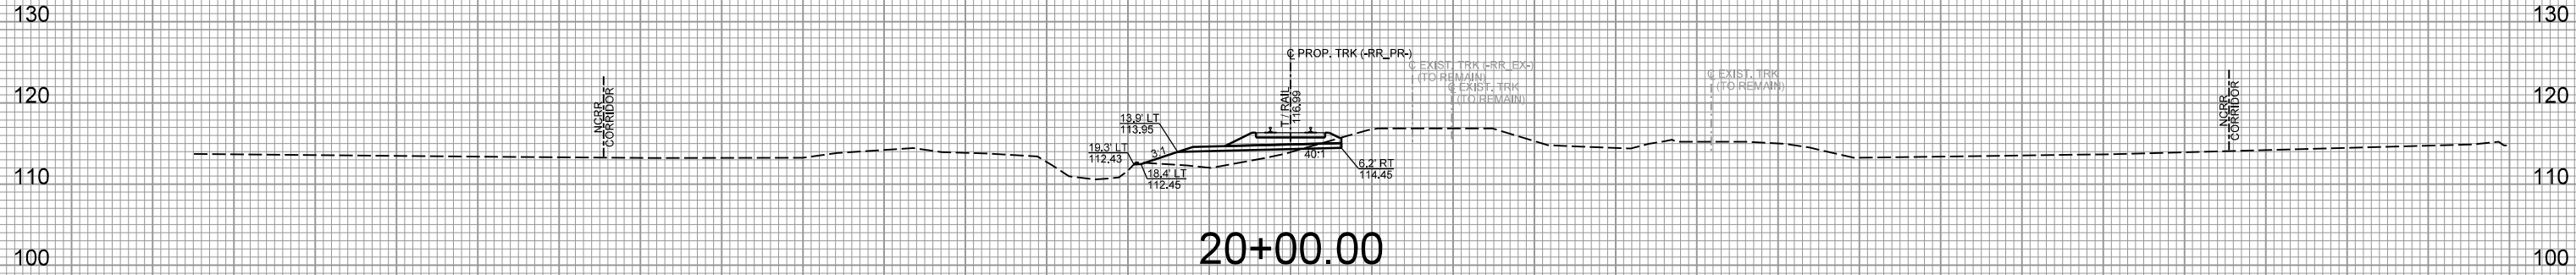 130
130
℄ PROP. TRK (-RR_PR-)
℄ EXIST. TRK (-RR_EX-)
(TO REMAIN)
℄ EXIST. TRK
(TO REMAIN)
℄ EXIST. TRK
(TO REMAIN)
120
120
NCRR
CORRIDOR
T / RAIL
116.99
NCRR
CORRIDOR
13.9' LT
113.95
19.3' LT
112.43
3:1
18.4' LT
112.45
40:1
6.2' RT
114.45
110
110
20+00.00
100
100